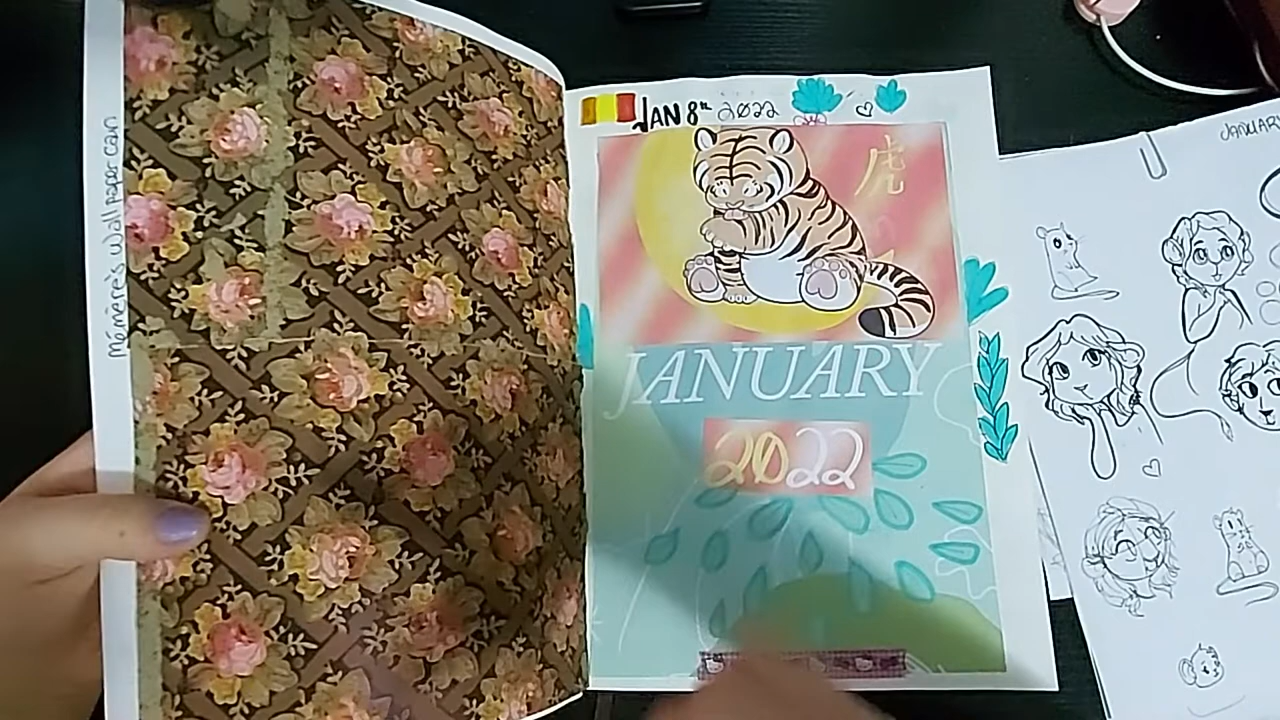 Mémère's wall paper can
JAN 8th 2022
虎
JANUARY
2022
JANUARY